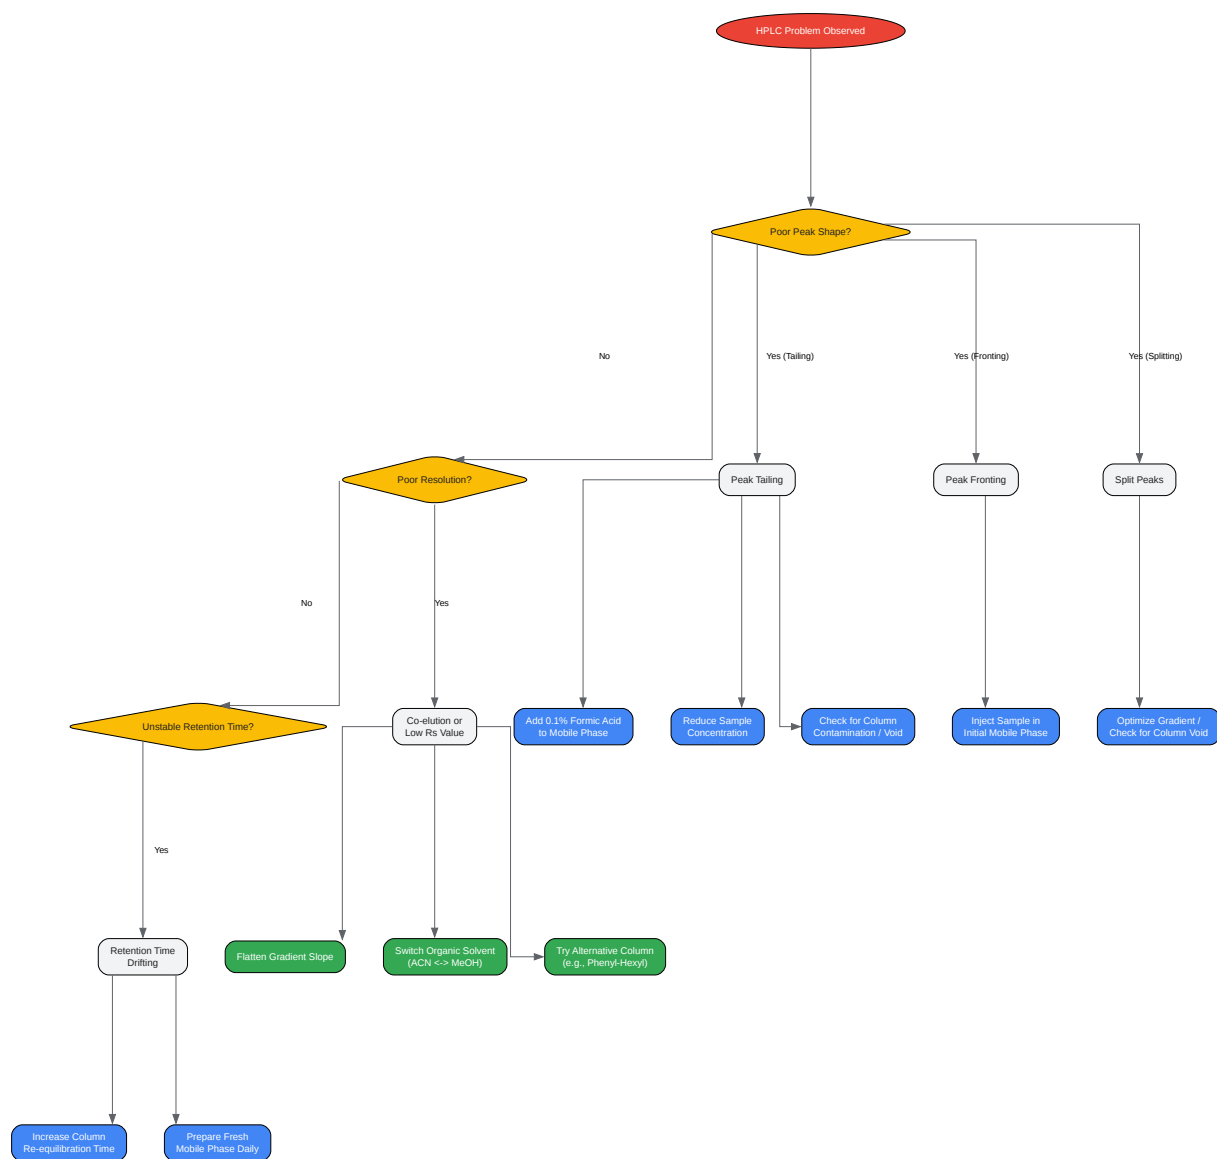 HPLC Problem Observed
Poor Peak Shape?
No
Yes (Tailing)
Yes (Fronting)
Yes (Splitting)
Poor Resolution?
Peak Tailing
Peak Fronting
Split Peaks
No
Yes
Unstable Retention Time?
Co-elution or
Low Rs Value
Add 0.1% Formic Acid
to Mobile Phase
Reduce Sample
Concentration
Check for Column
Contamination / Void
Inject Sample in
Initial Mobile Phase
Optimize Gradient /
Check for Column Void
Yes
Retention Time
Drifting
Flatten Gradient Slope
Switch Organic Solvent
(ACN <-> MeOH)
Try Alternative Column
(e.g., Phenyl-Hexyl)
Increase Column
Re-equilibration Time
Prepare Fresh
Mobile Phase Daily